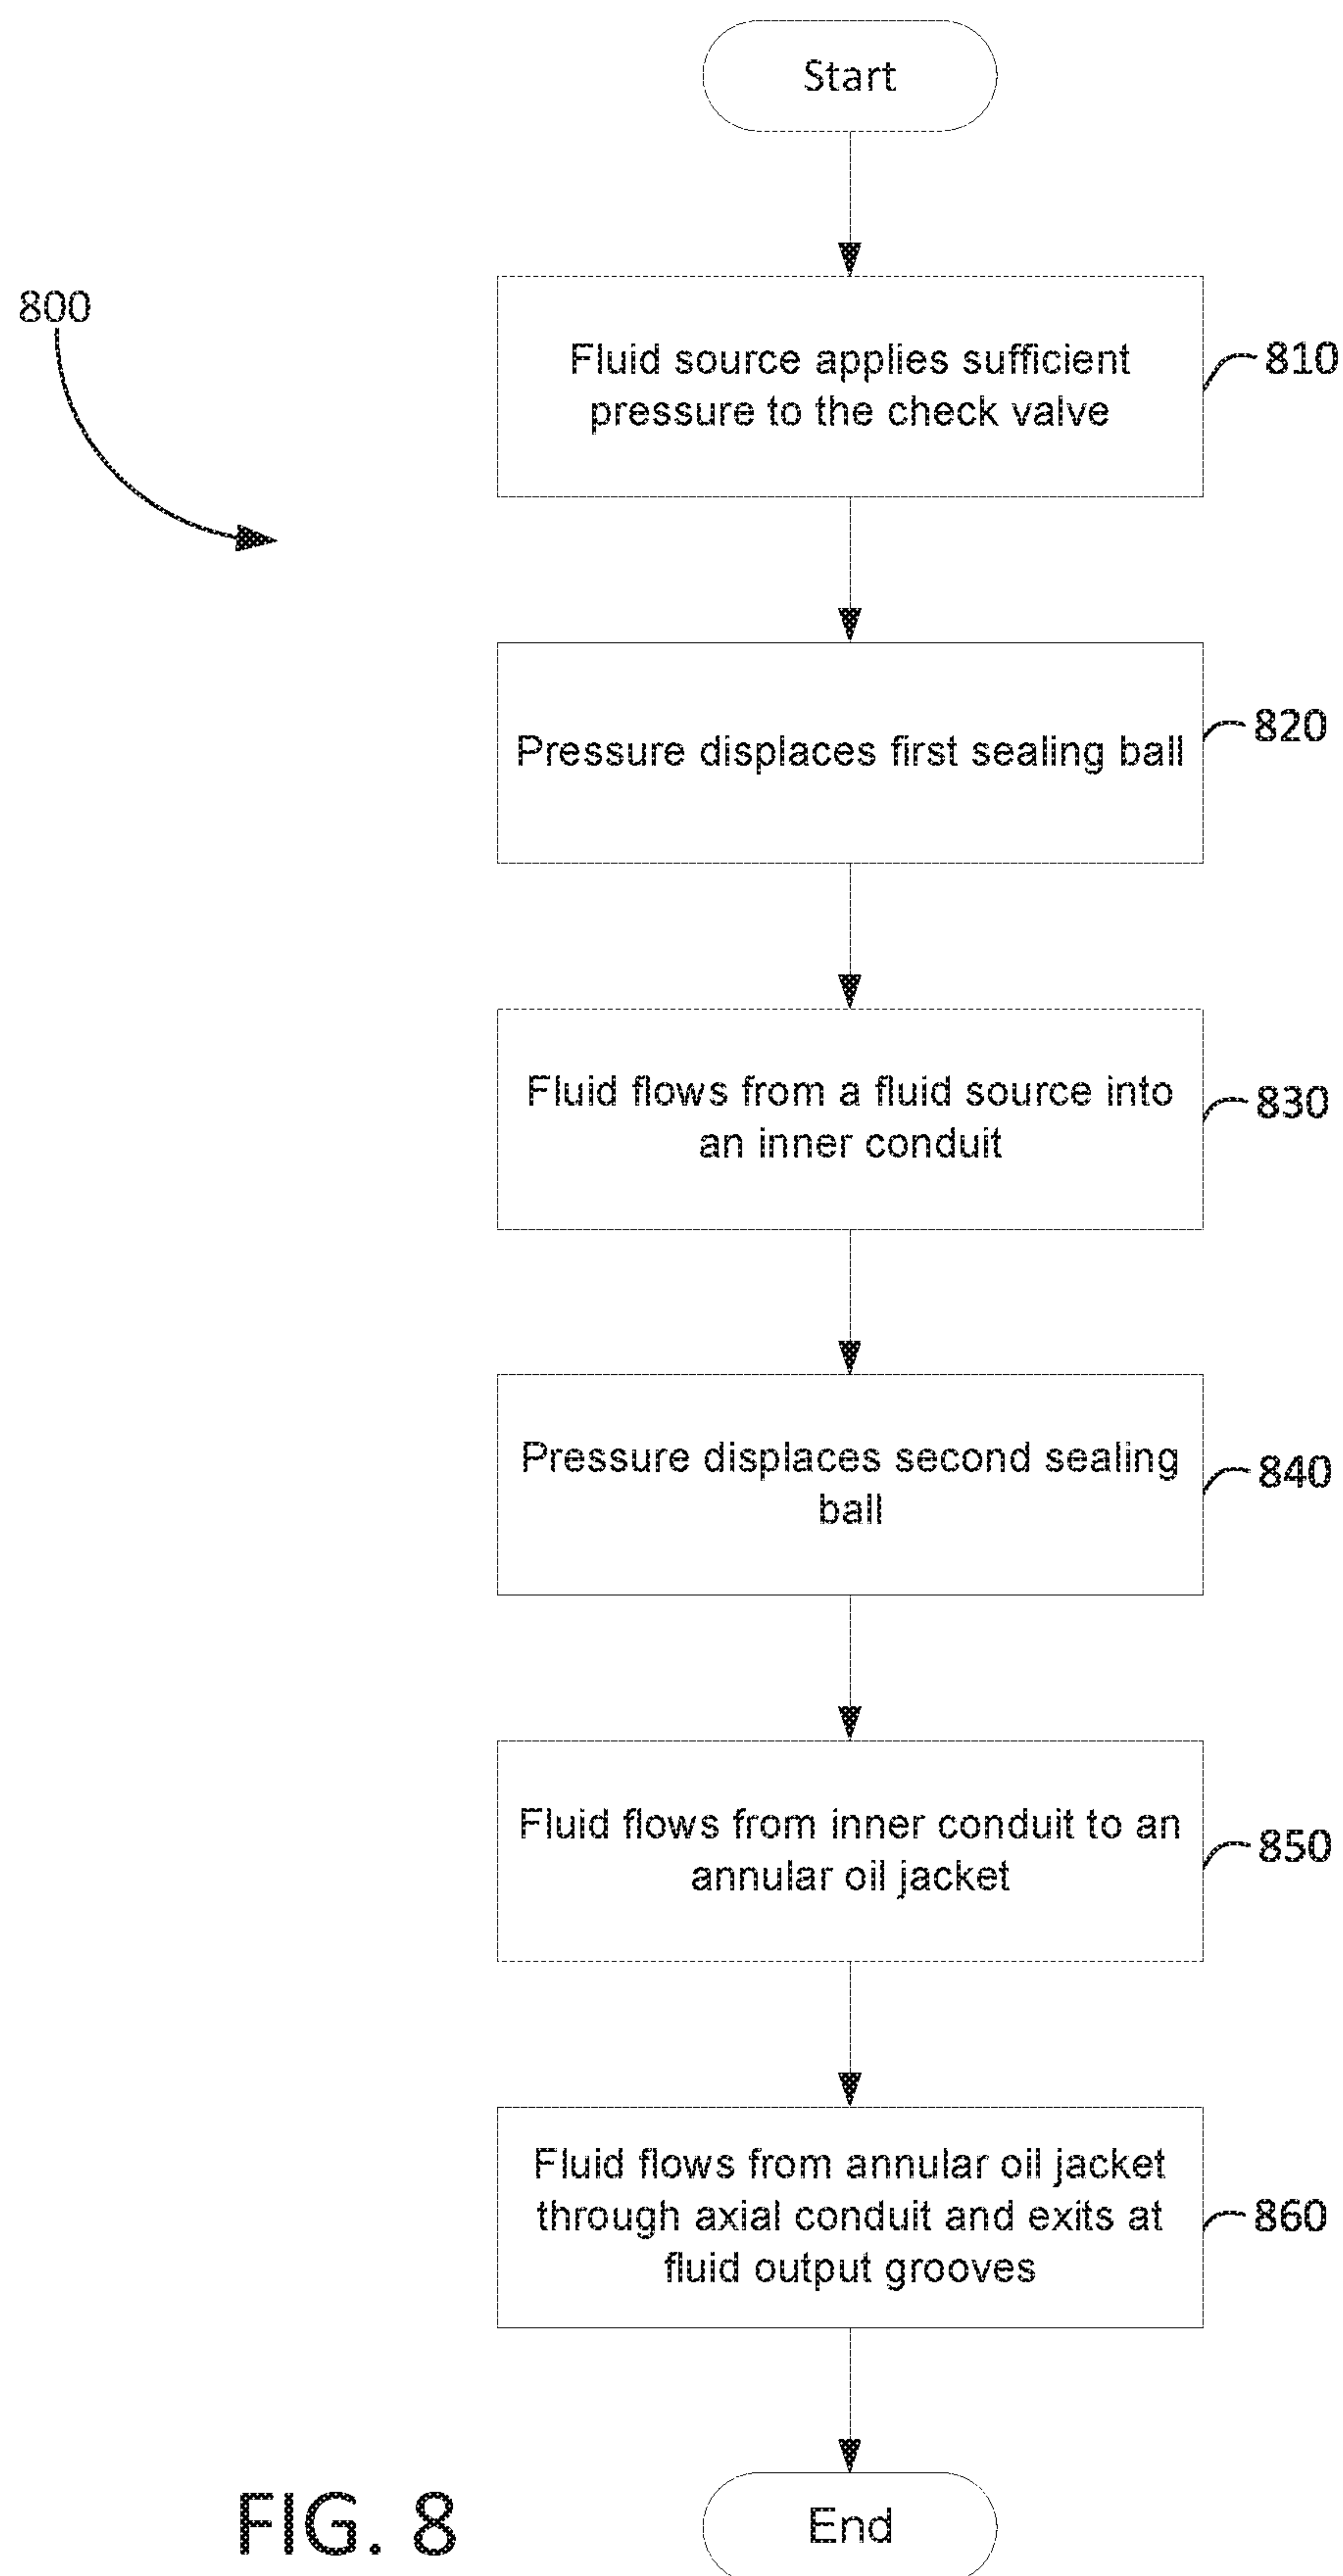 Start
800
Fluid source applies sufficient
pressure to the check valve
810
Pressure displaces first sealing ball
820
Fluid flows from a fluid source into
an inner conduit
830
Pressure displaces second sealing
ball
840
Fluid flows from inner conduit to an
annular oil jacket
850
Fluid flows from annular oil jacket
through axial conduit and exits at
fluid output grooves
860
End
FIG. 8